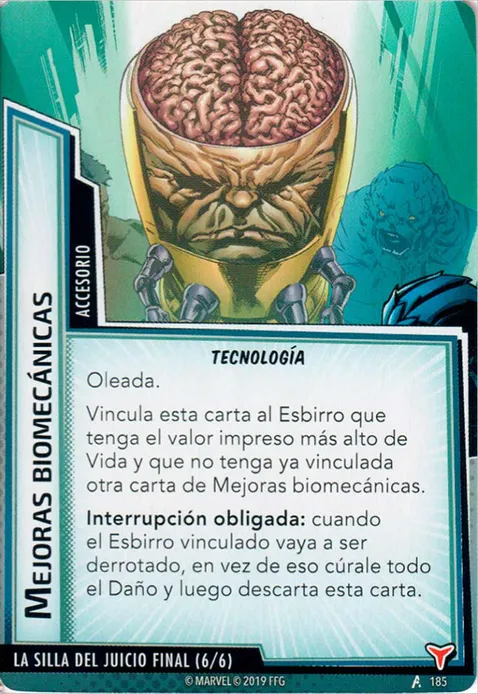 MEJORAS BIOMECÁNICAS
ACCESORIO
TECNOLOGÍA
Oleada.
Vincula esta carta al Esbirro que
tenga el valor impreso más alto de
Vida y que no tenga ya vinculada
otra carta de Mejoras biomecánicas.
Interrupción obligada: cuando
el Esbirro vinculado vaya a ser
derrotado, en vez de eso cúrale todo
el Daño y luego descarta esta carta.
LA SILLA DEL JUICIO FINAL (6/6)
© MARVEL © 2019 FFG
185